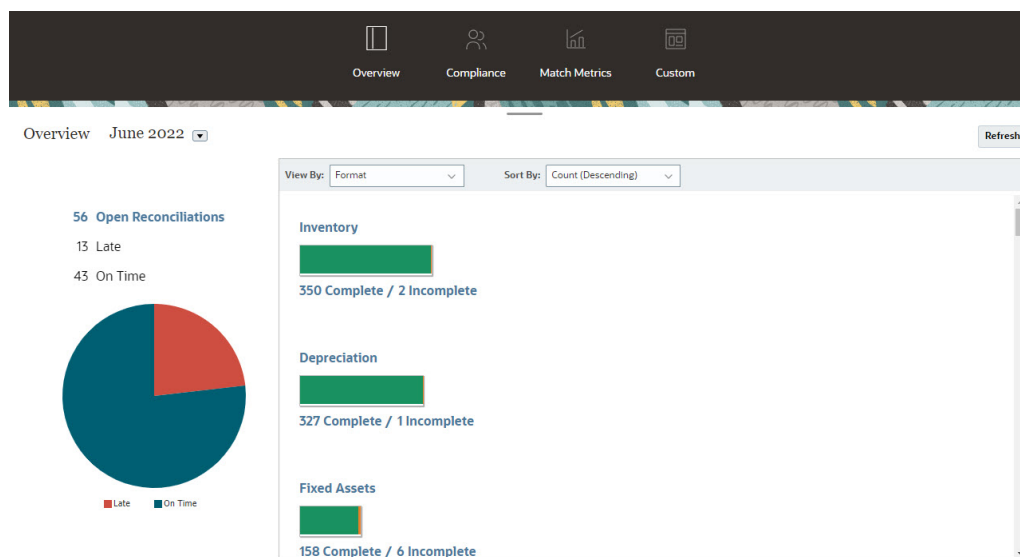 Overview Compliance Match Metrics Custom
Overview June 2022
Refresh
View By: Format Sort By: Count (Descending)
56 Open Reconciliations
13 Late
43 On Time
Late On Time
Inventory
350 Complete / 2 Incomplete
Depreciation
327 Complete / 1 Incomplete
Fixed Assets
158 Complete / 6 Incomplete